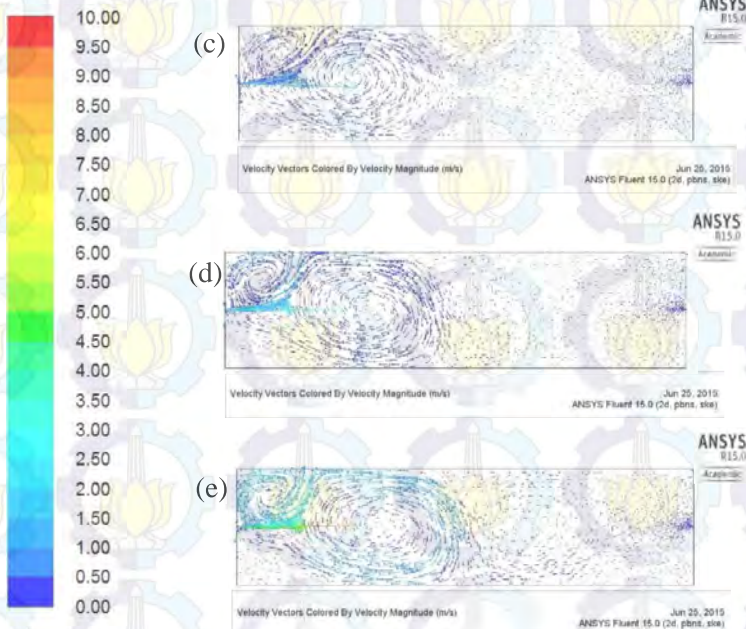 10.00
9.50
9.00
8.50
8.00
7.50
7.00
6.50
6.00
5.50
5.00
4.50
4.00
3.50
3.00
2.50
2.00
1.50
1.00
0.50
0.00
ANSYS
R15.0
Academic
(c)
Velocity Vectors Colored By Velocity Magnitude (m/s)
Jun 25, 2015
ANSYS Fluent 15.0 (2d, pbns, ske)
ANSYS
R15.0
Academic
(d)
Velocity Vectors Colored By Velocity Magnitude (m/s)
Jun 25, 2015
ANSYS Fluent 15.0 (2d, pbns, ske)
ANSYS
R15.0
Academic
(e)
Velocity Vectors Colored By Velocity Magnitude (m/s)
Jun 25, 2015
ANSYS Fluent 15.0 (2d, pbns, ske)